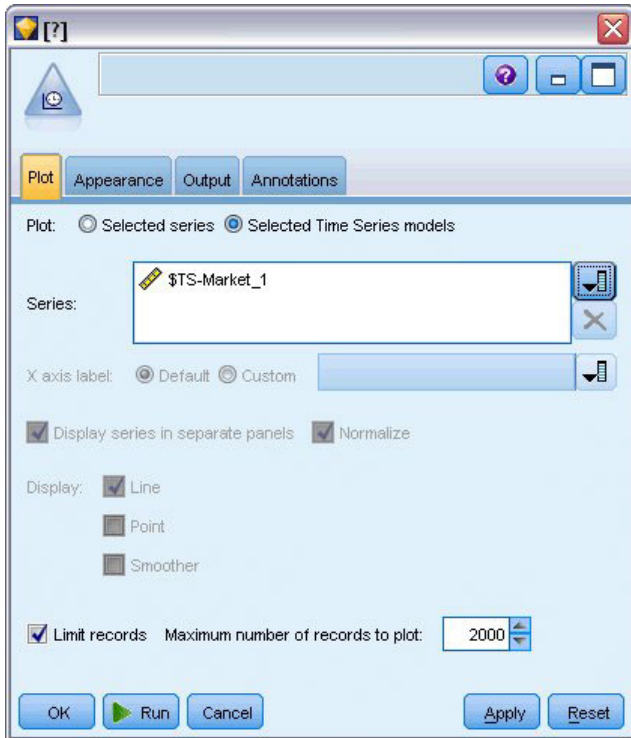 [?]
Plot Appearance Output Annotations
Plot: Selected series Selected Time Series models
Series: $TS-Market_1
X axis label: Default Custom
Display series in separate panels Normalize
Display: Line
Point
Smoother
Limit records Maximum number of records to plot: 2000
OK Run Cancel Apply Reset